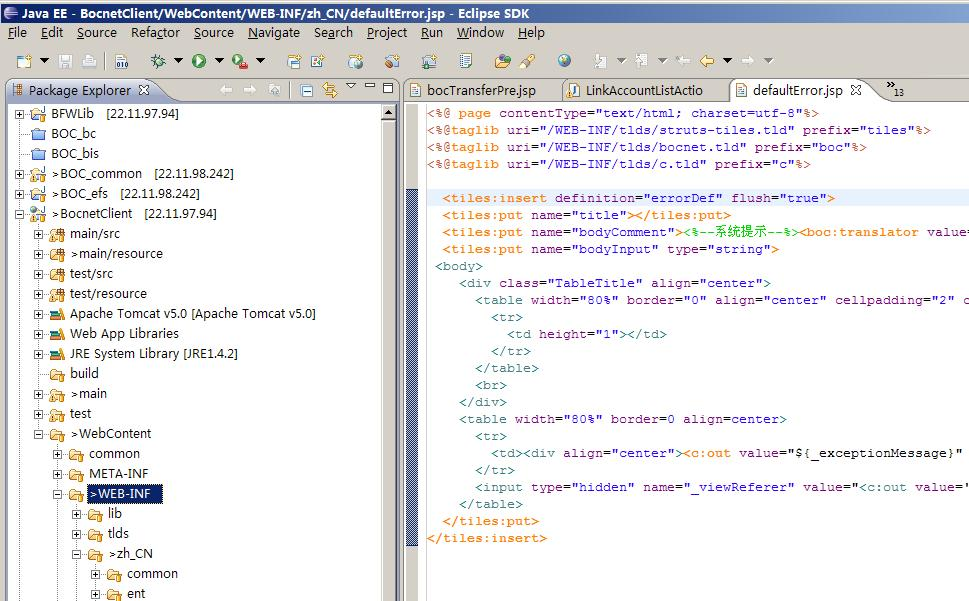 Java EE - BocnetClient/WebContent/WEB-INF/zh_CN/defaultError.jsp - Eclipse SDK
File Edit Source Refactor Source Navigate Search Project Run Window Help
Package Explorer
BFWLib [22.11.97.94]
BOC_bc
BOC_bis
>BOC_common [22.11.98.242]
>BOC_efs [22.11.98.242]
>BocnetClient [22.11.97.94]
main/src
>main/resource
test/src
test/resource
Apache Tomcat v5.0 [Apache Tomcat v5.0]
Web App Libraries
JRE System Library [JRE1.4.2]
build
>main
test
>WebContent
common
META-INF
>WEB-INF
lib
tlds
>zh_CN
common
ent
bocTransferPre.jsp LinkAccountListActio defaultError.jsp »13
<%@ page contentType="text/html; charset=utf-8"%>
<%@taglib uri="/WEB-INF/tlds/struts-tiles.tld" prefix="tiles"%>
<%@taglib uri="/WEB-INF/tlds/bocnet.tld" prefix="boc"%>
<%@taglib uri="/WEB-INF/tlds/c.tld" prefix="c"%>
<tiles:insert definition="errorDef" flush="true">
<tiles:put name="title"></tiles:put>
<tiles:put name="bodyComment"><%--系统提示--%><boc:translator value=
<tiles:put name="bodyInput" type="string">
<body>
<div class="TableTitle" align="center">
<table width="80%" border="0" align="center" cellpadding="2" c
<tr>
<td height="1"></td>
</tr>
</table>
<br>
</div>
<table width="80%" border=0 align=center>
<tr>
<td><div align="center"><c:out value="${_exceptionMessage}"
</tr>
<input type="hidden" name="_viewReferer" value="<c:out value='
</table>
</tiles:put>
</tiles:insert>